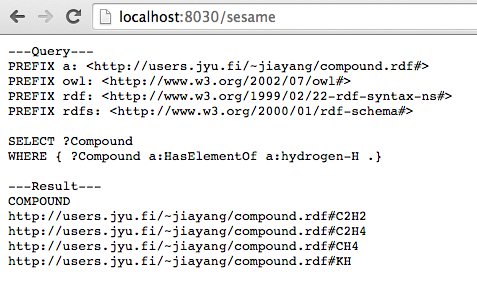 localhost:8030/sesame
---Query---
PREFIX a: <http://users.jyu.fi/~jiayang/compound.rdf#>
PREFIX owl: <http://www.w3.org/2002/07/owl#>
PREFIX rdf: <http://www.w3.org/1999/02/22-rdf-syntax-ns#>
PREFIX rdfs: <http://www.w3.org/2000/01/rdf-schema#>
SELECT ?Compound
WHERE { ?Compound a:HasElementOf a:hydrogen-H .}
---Result---
COMPOUND
http://users.jyu.fi/~jiayang/compound.rdf#C2H2
http://users.jyu.fi/~jiayang/compound.rdf#C2H4
http://users.jyu.fi/~jiayang/compound.rdf#CH4
http://users.jyu.fi/~jiayang/compound.rdf#KH